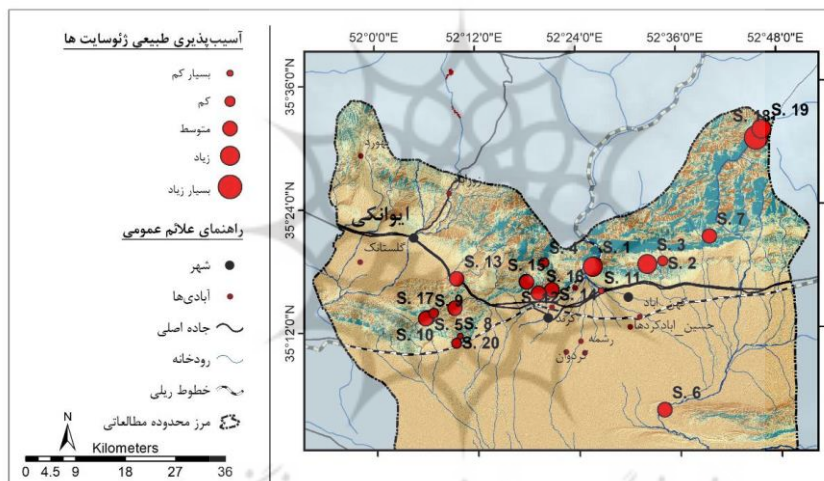 آسیب‌پذیری طبیعی ژئوسایت ها
بسیار کم
کم
متوسط
زیاد
بسیار زیاد
راهنمای علائم عمومی
شهر
آبادی‌ها
جاده اصلی
رودخانه
خطوط ریلی
مرز محدوده مطالعاتی
N
Kilometers
0 4.5 9 18 27 36
52°0'0"E 52°12'0"E 52°24'0"E 52°36'0"E 52°48'0"E
35°36'0"N
35°24'0"N
35°12'0"N
S. 18 S. 19
ایوانکی
گلستانک
S. 7
S. 1
S. 3
S. 2
S. 13
S. 15
S. 16
S. 11
S. 17
S. 9
S. 5
S. 8
S. 10
S. 20
حسین_آبادکردها
رشمه
کردوان
S. 6